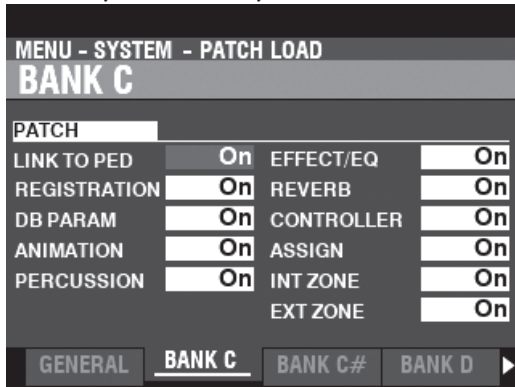 MENU - SYSTEM - PATCH LOAD
BANK C
PATCH
LINK TO PED On EFFECT/EQ On
REGISTRATION On REVERB On
DB PARAM On CONTROLLER On
ANIMATION On ASSIGN On
PERCUSSION On INT ZONE On
EXT ZONE On
GENERAL BANK C BANK C# BANK D